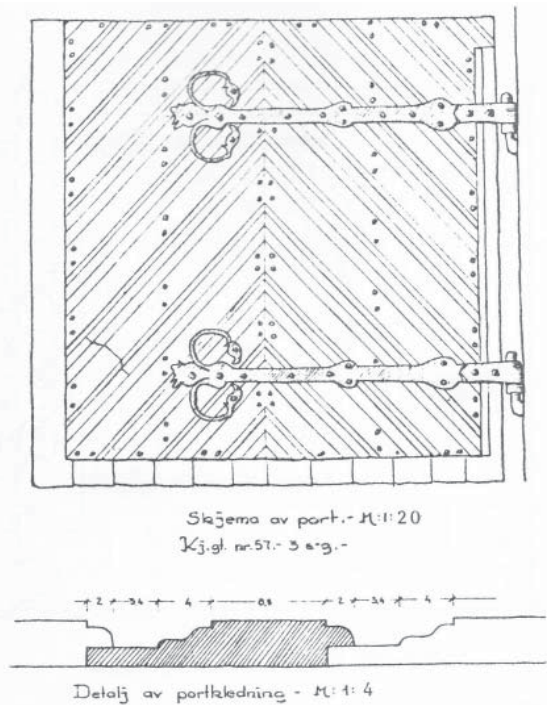 Skjema av port.- M:1:20
Kj.gt. nr.57.- 3 etg.-
2 3,4 4 8,8 2 3,4 4
Detalj av portkledning - M: 1: 4